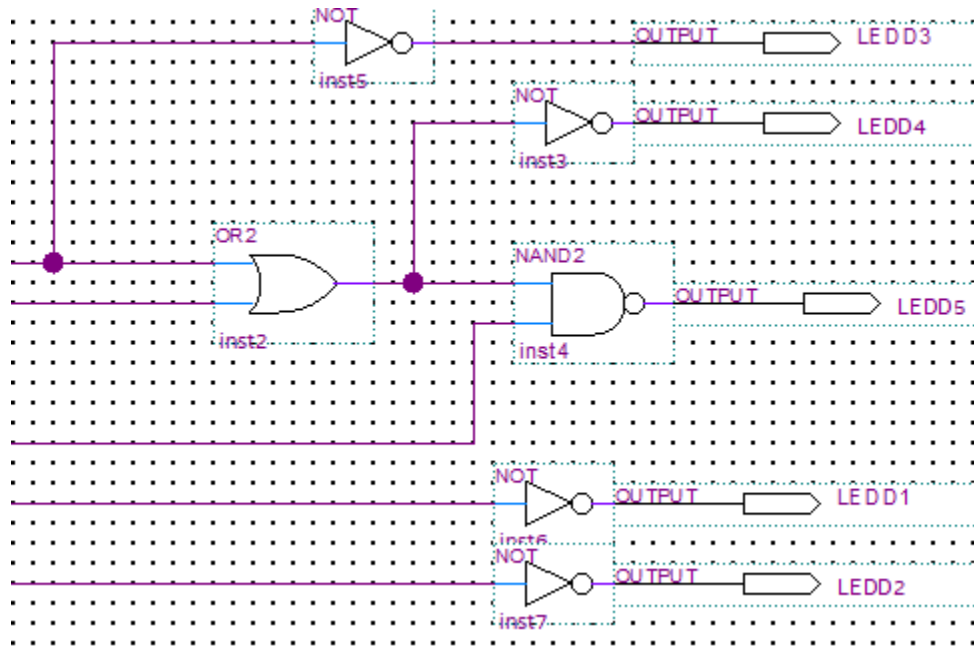 NOT
OUTPUT
LEDD3
inst5
NOT
OUTPUT
LEDD4
inst3
OR2
inst2
NAND2
OUTPUT
LEDD5
inst4
NOT
OUTPUT
LEDD1
inst6
NOT
OUTPUT
LEDD2
inst7